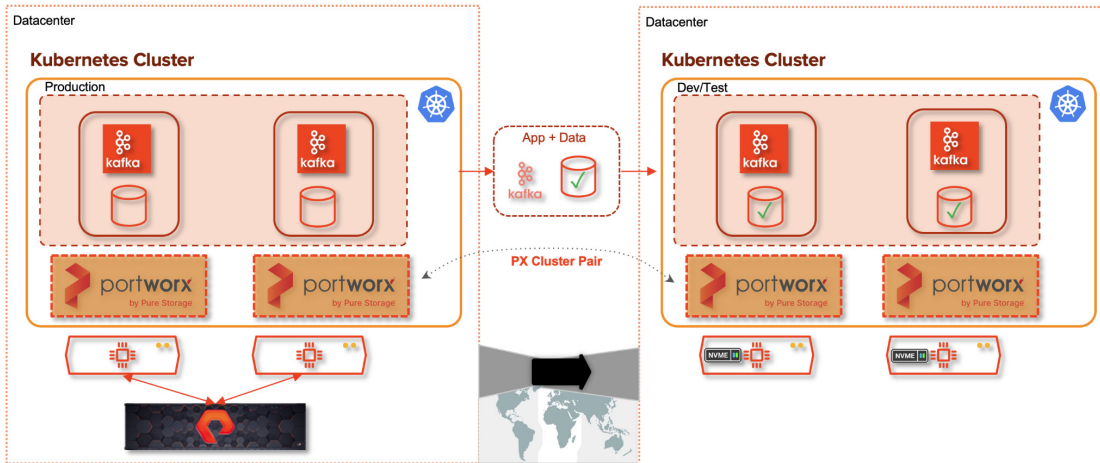 Datacenter
Kubernetes Cluster
Production
kafka
kafka
portworx
by Pure Storage
portworx
by Pure Storage
App + Data
kafka
PX Cluster Pair
Datacenter
Kubernetes Cluster
Dev/Test
kafka
kafka
portworx
by Pure Storage
portworx
by Pure Storage
NVME
NVME